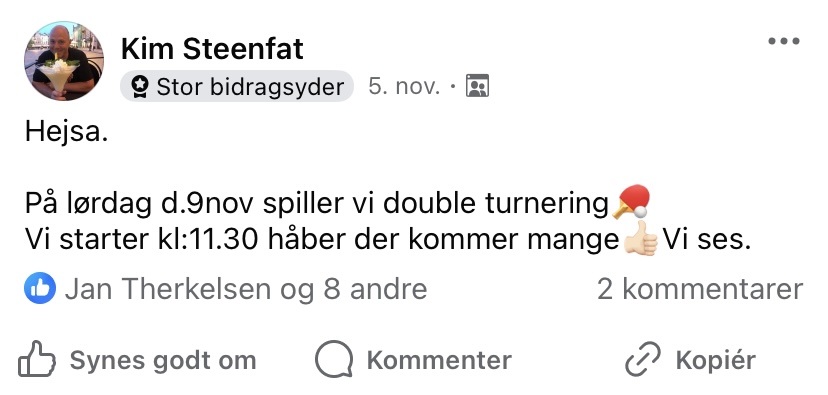 Kim Steenfat
Stor bidragsyder 5. nov. ·
Hejsa.
På lørdag d.9nov spiller vi double turnering🏓
Vi starter kl:11.30 håber der kommer mange👍🏻Vi ses.
Jan Therkelsen og 8 andre 2 kommentarer
Synes godt om Kommenter Kopiér